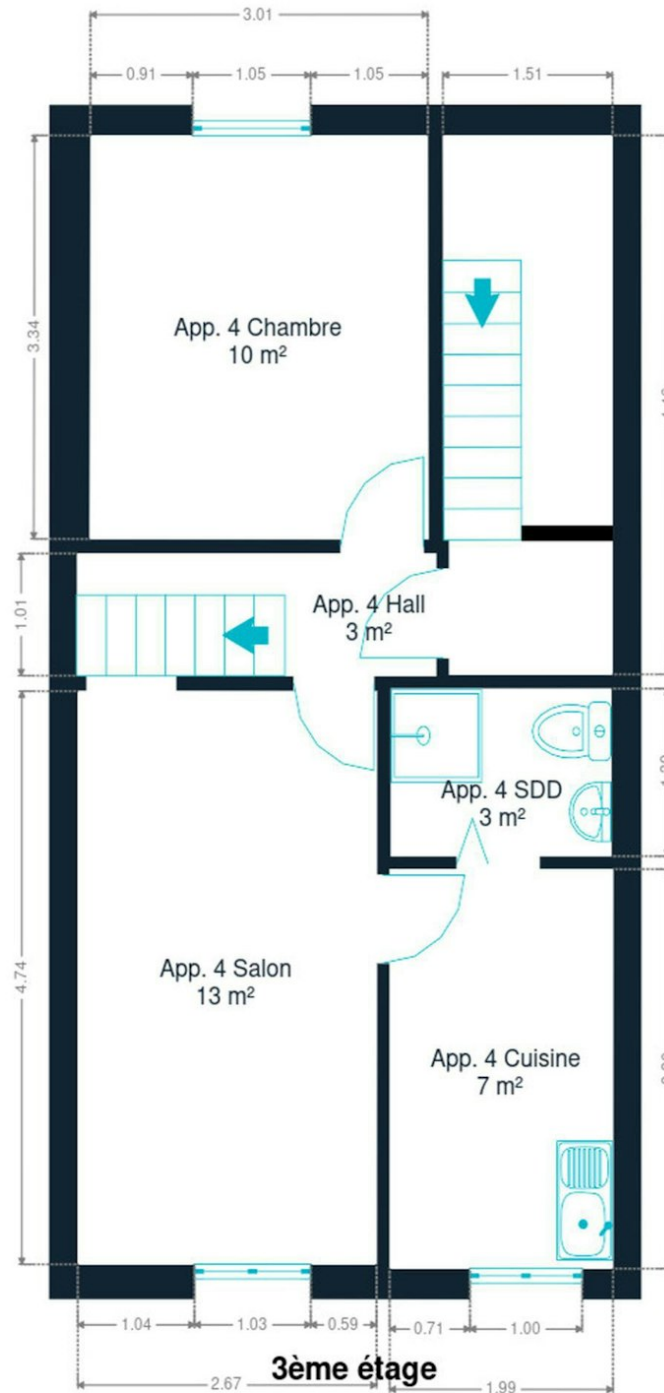 3.01
0.91
1.05
1.05
1.51
3.34
App. 4 Chambre
10 m²
1.01
App. 4 Hall
3 m²
App. 4 SDD
3 m²
4.74
App. 4 Salon
13 m²
App. 4 Cuisine
7 m²
1.04
1.03
0.59
0.71
1.00
2.67
3ème étage
1.99